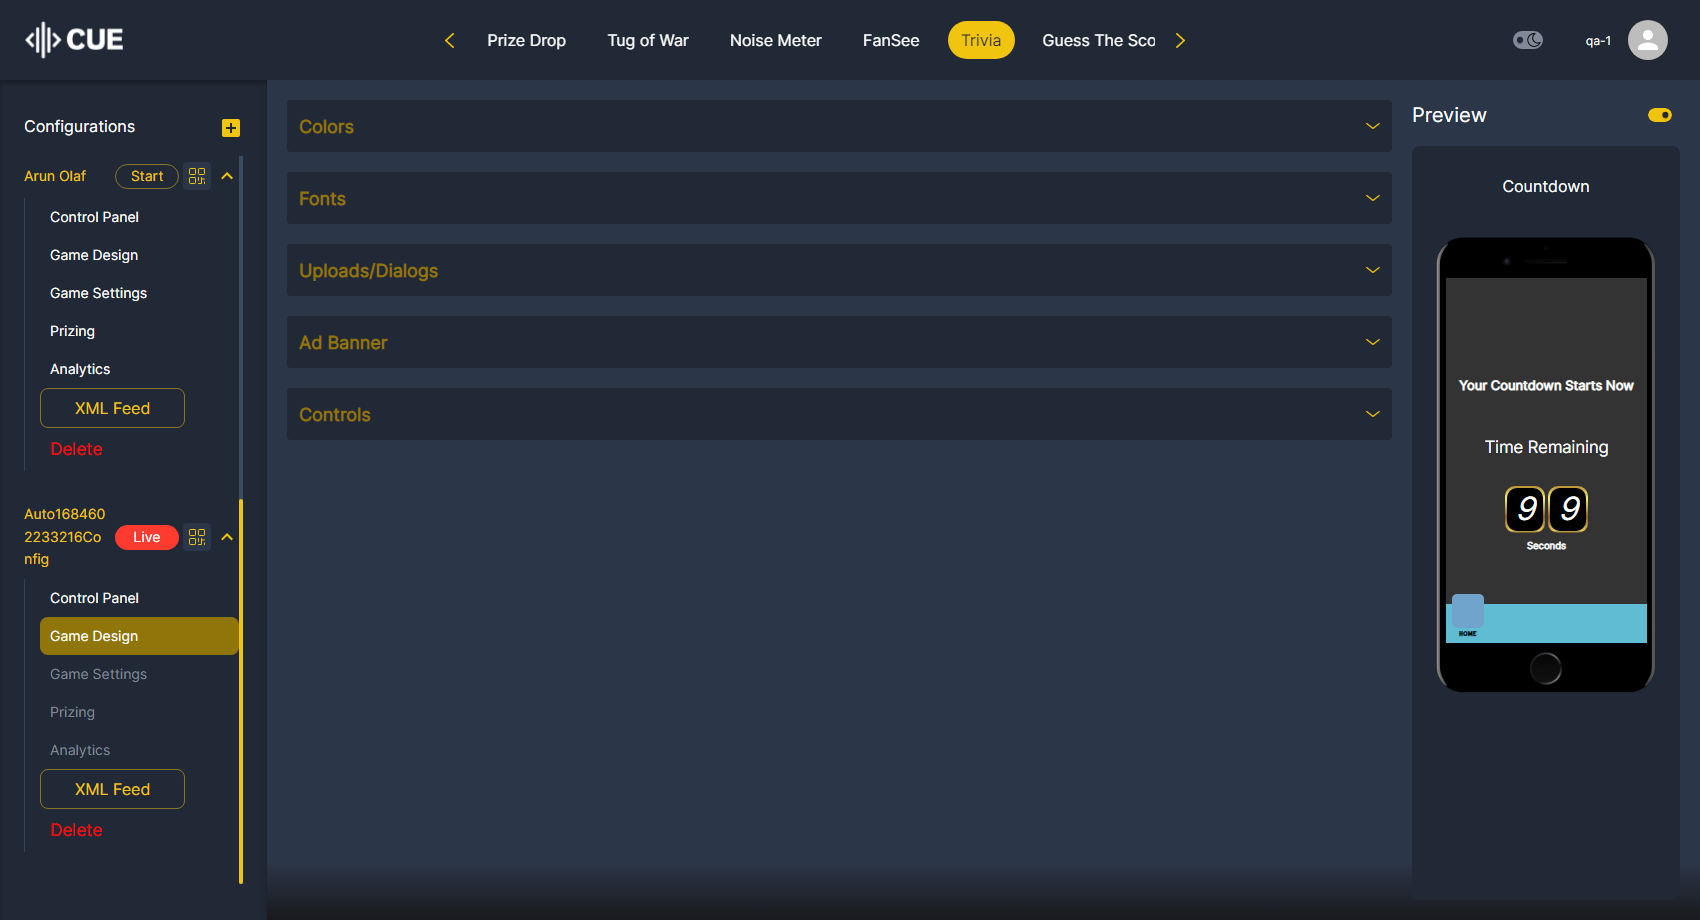 CUE
Prize Drop
Tug of War
Noise Meter
FanSee
Trivia
Guess The Sco
qa-1
Configurations
Arun Olaf
Start
Control Panel
Game Design
Game Settings
Prizing
Analytics
XML Feed
Delete
Auto168460
2233216Co
nfig
Live
Control Panel
Game Design
Game Settings
Prizing
Analytics
XML Feed
Delete
Colors
Fonts
Uploads/Dialogs
Ad Banner
Controls
Preview
Countdown
Your Countdown Starts Now
Time Remaining
9 9
Seconds
HOME